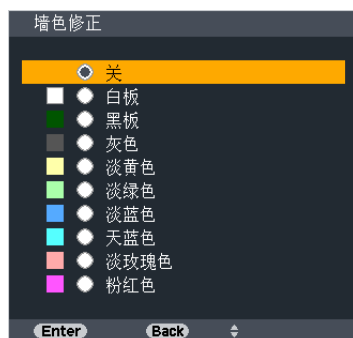 墙色修正
关
白板
黑板
灰色
淡黄色
淡绿色
淡蓝色
天蓝色
淡玫瑰色
粉红色
Enter Back